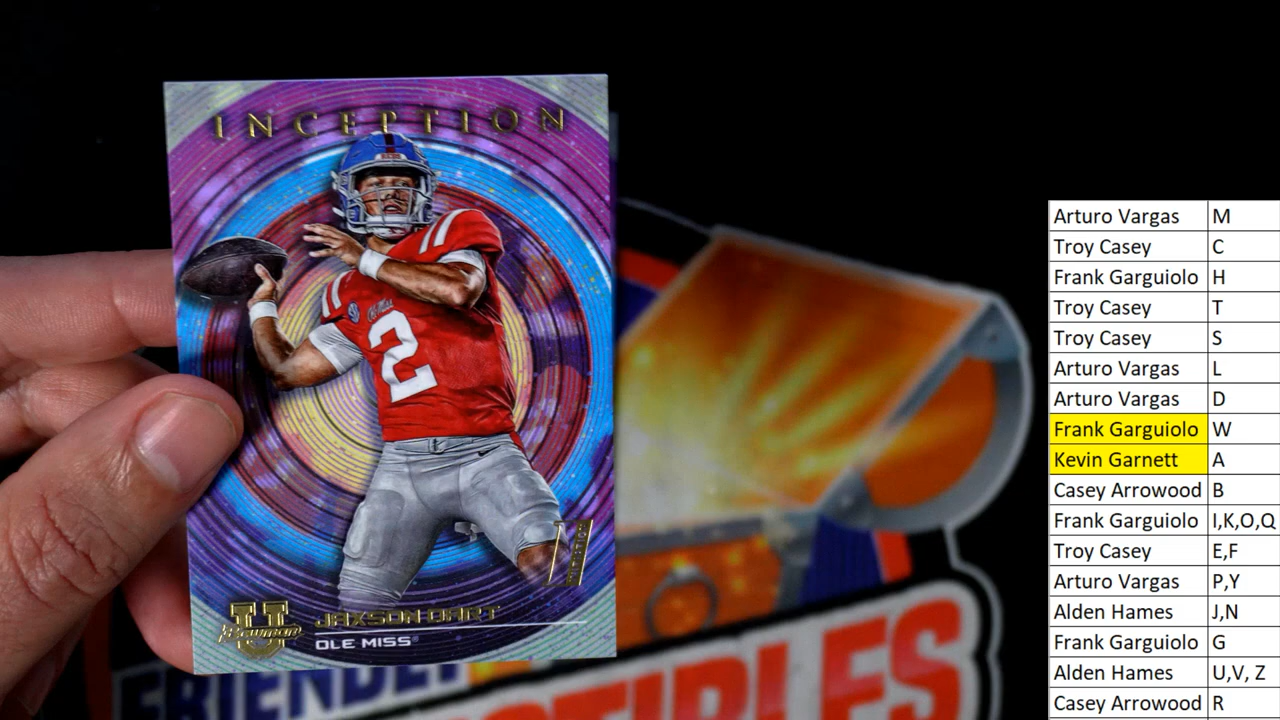 INCEPTION
2
Bowman U
JAXSON DART
OLE MISS
FRIENDLY
Arturo Vargas M
Troy Casey C
Frank Garguiolo H
Troy Casey T
Troy Casey S
Arturo Vargas L
Arturo Vargas D
Frank Garguiolo W
Kevin Garnett A
Casey Arrowood B
Frank Garguiolo I,K,O,Q
Troy Casey E,F
Arturo Vargas P,Y
Alden Hames J,N
Frank Garguiolo G
Alden Hames U,V, Z
Casey Arrowood R